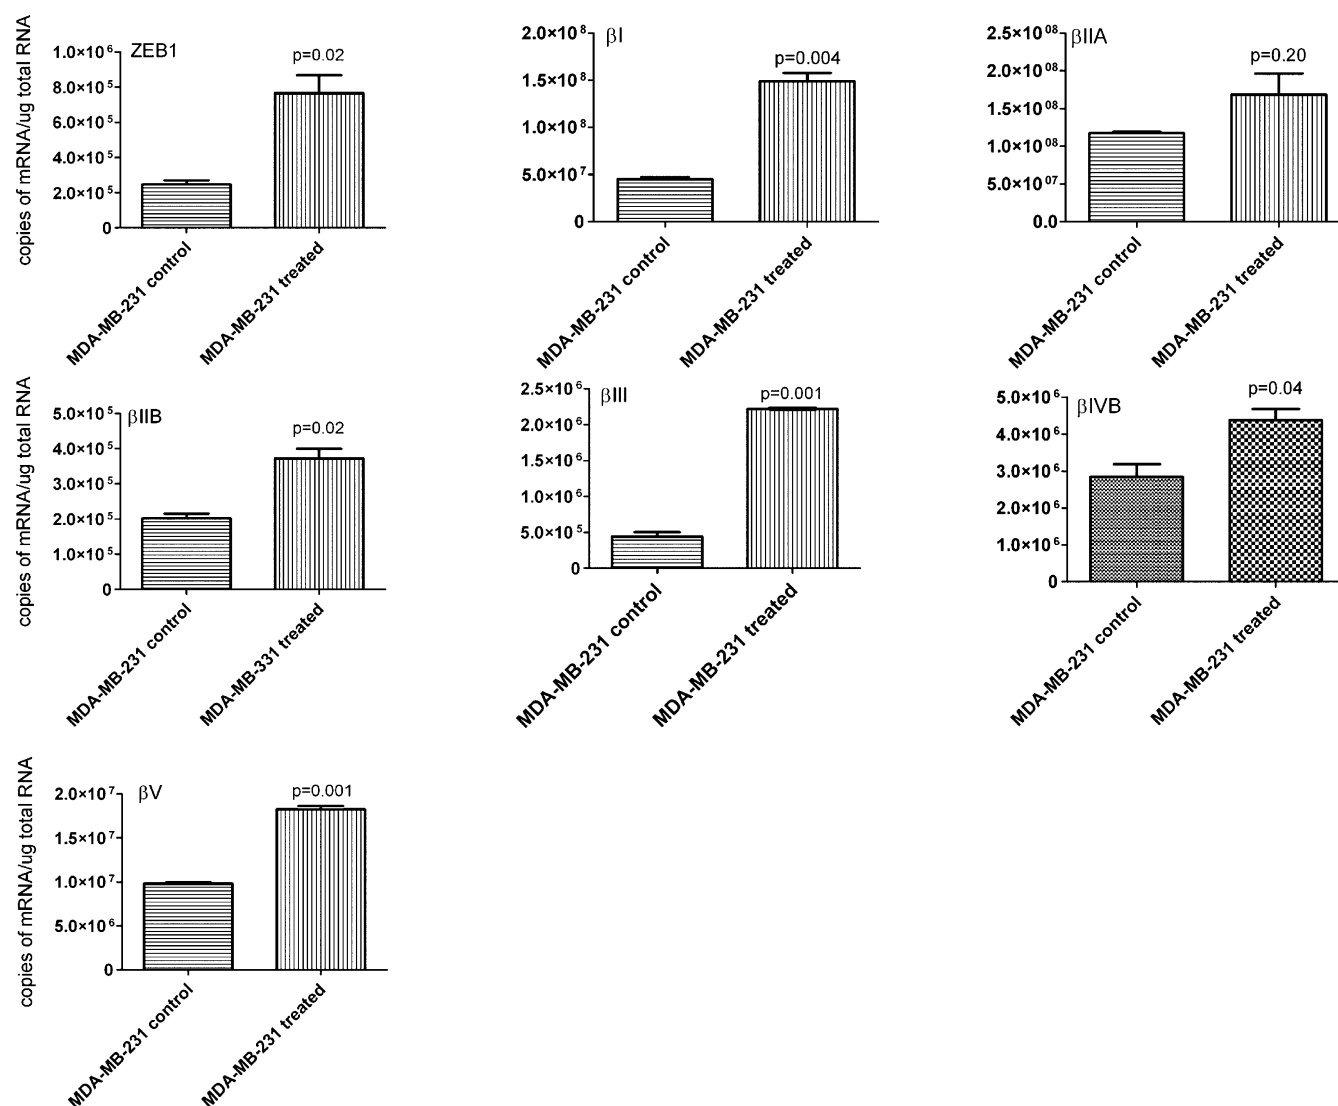 ZEB1
p=0.02
copies of mRNA/ug total RNA
1.0×10⁶
8.0×10⁵
6.0×10⁵
4.0×10⁵
2.0×10⁵
0
MDA-MB-231 control
MDA-MB-231 treated
βI
p=0.004
2.0×10⁸
1.5×10⁸
1.0×10⁸
5.0×10⁷
0
MDA-MB-231 control
MDA-MB-231 treated
βIIA
p=0.20
2.5×10⁰⁸
2.0×10⁰⁸
1.5×10⁰⁸
1.0×10⁰⁸
5.0×10⁰⁷
0.0
MDA-MB-231 control
MDA-MB-231 treated
βIIB
p=0.02
copies of mRNA/ug total RNA
5.0×10⁵
4.0×10⁵
3.0×10⁵
2.0×10⁵
1.0×10⁵
0
MDA-MB-231 control
MDA-MB-331 treated
βIII
p=0.001
2.5×10⁶
2.0×10⁶
1.5×10⁶
1.0×10⁶
5.0×10⁵
0
MDA-MB-231 control
MDA-MB-231 treated
βIVB
p=0.04
5.0×10⁶
4.0×10⁶
3.0×10⁶
2.0×10⁶
1.0×10⁶
0
MDA-MB-231 control
MDA-MB-231 treated
βV
p=0.001
copies of mRNA/ug total RNA
2.0×10⁷
1.5×10⁷
1.0×10⁷
5.0×10⁶
0
MDA-MB-231 control
MDA-MB-231 treated